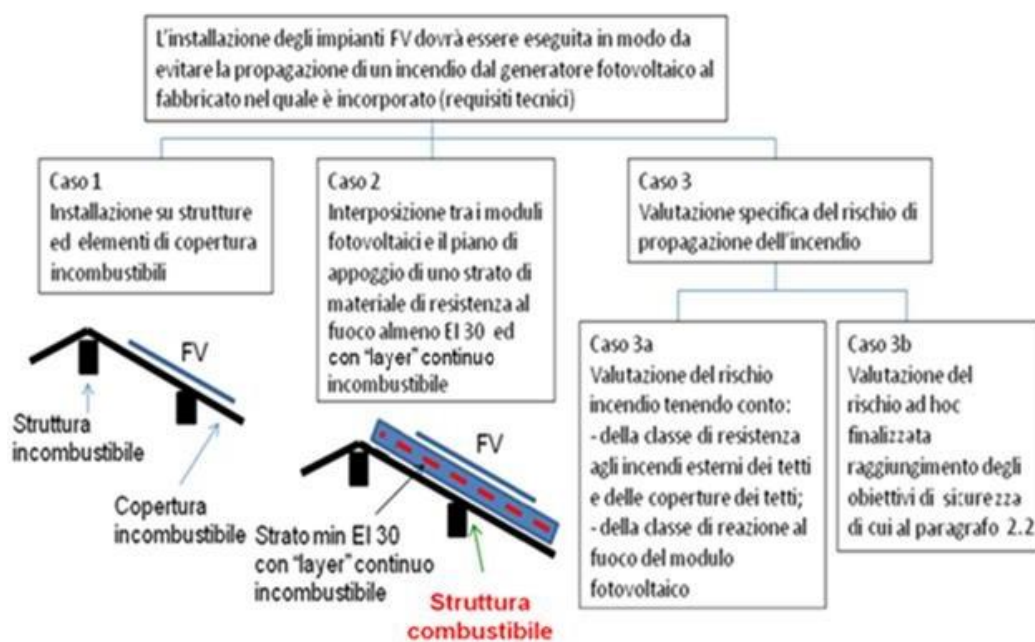 L'installazione degli impianti FV dovrà essere eseguita in modo da
evitare la propagazione di un incendio dal generatore fotovoltaico al
fabbricato nel quale è incorporato (requisiti tecnici)
Caso 1
Installazione su strutture
ed elementi di copertura
incombustibili
FV
Struttura
incombustibile
Copertura
incombustibile
Caso 2
Interposizione tra i moduli
fotovoltaici e il piano di
appoggio di uno strato di
materiale di resistenza al
fuoco almeno EI 30 ed
con "layer" continuo
incombustibile
FV
Strato min EI 30
con "layer" continuo
incombustibile
Struttura
combustibile
Caso 3
Valutazione specifica del rischio di
propagazione dell'incendio
Caso 3a
Valutazione del rischio
incendio tenendo conto:
- della classe di resistenza
agli incendi esterni dei tetti
e delle coperture dei tetti;
- della classe di reazione al
fuoco del modulo
fotovoltaico
Caso 3b
Valutazione del
rischio ad hoc
finalizzata
raggiungimento degli
obiettivi di sicurezza
di cui al paragrafo 2.2